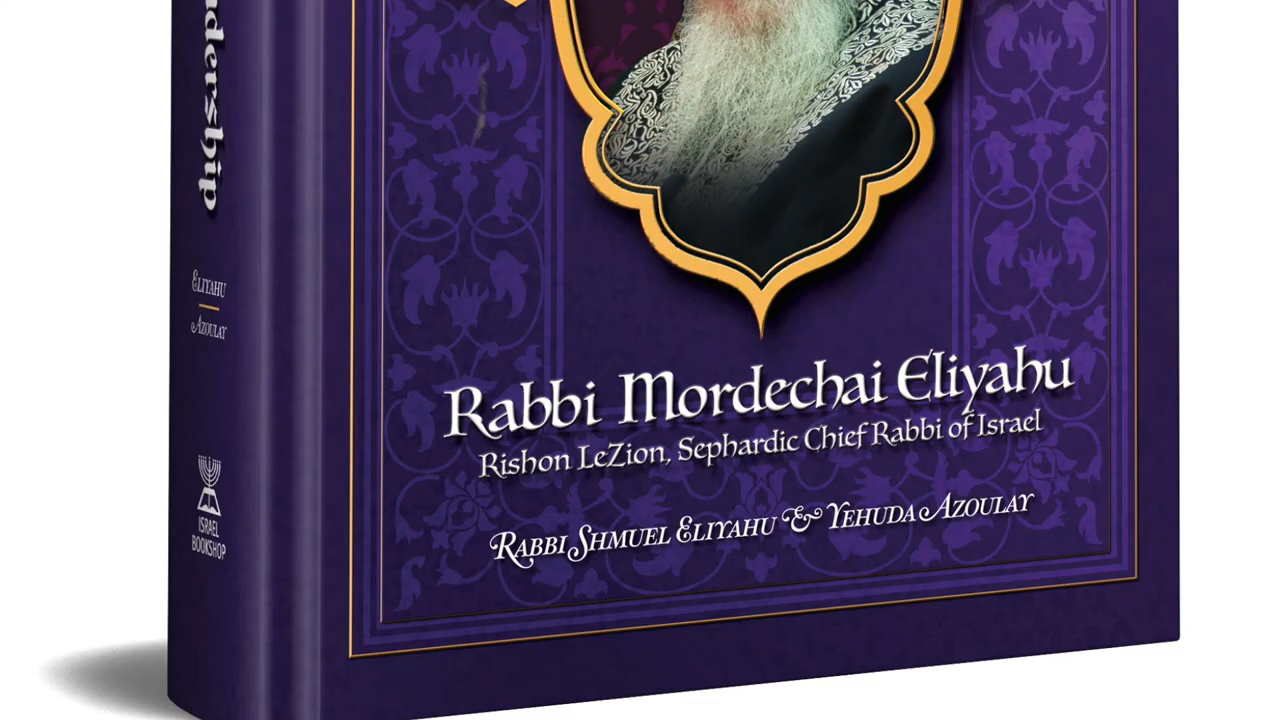 Rabbi Mordechai Eliyahu
Rishon LeZion, Sephardic Chief Rabbi of Israel
Rabbi Shmuel Eliyahu & Yehuda Azoulay
Eliyahu
Azoulay
ISRAEL
BOOKSHOP